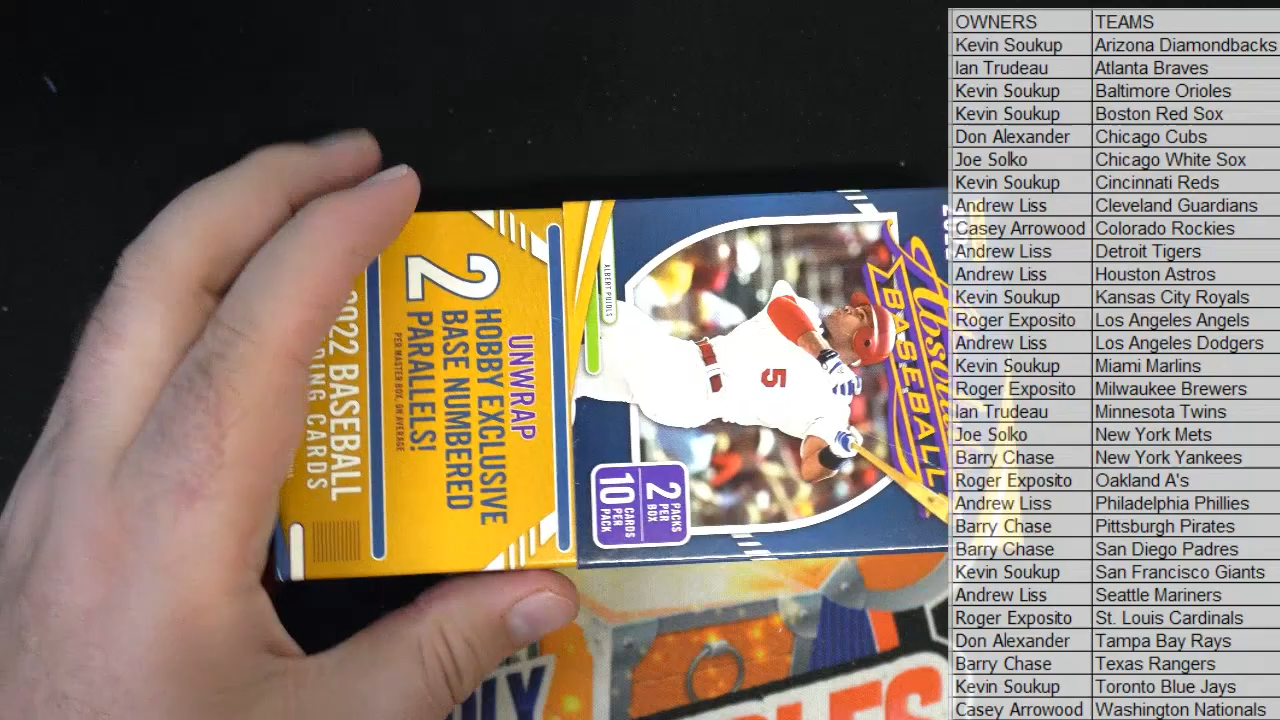 2022 BASEBALL
UNWRAP
2 HOBBY EXCLUSIVE
BASE NUMBERED
PARALLELS!
PER MASTER BOX, ON AVERAGE
Absolute
BASEBALL
ALBERT PUJOLS
5
2 PACKS PER BOX
10 CARDS PER PACK
OWNERS TEAMS
Kevin Soukup Arizona Diamondbacks
Ian Trudeau Atlanta Braves
Kevin Soukup Baltimore Orioles
Kevin Soukup Boston Red Sox
Don Alexander Chicago Cubs
Joe Solko Chicago White Sox
Kevin Soukup Cincinnati Reds
Andrew Liss Cleveland Guardians
Casey Arrowood Colorado Rockies
Andrew Liss Detroit Tigers
Andrew Liss Houston Astros
Kevin Soukup Kansas City Royals
Roger Exposito Los Angeles Angels
Andrew Liss Los Angeles Dodgers
Kevin Soukup Miami Marlins
Roger Exposito Milwaukee Brewers
Ian Trudeau Minnesota Twins
Joe Solko New York Mets
Barry Chase New York Yankees
Roger Exposito Oakland A's
Andrew Liss Philadelphia Phillies
Barry Chase Pittsburgh Pirates
Barry Chase San Diego Padres
Kevin Soukup San Francisco Giants
Andrew Liss Seattle Mariners
Roger Exposito St. Louis Cardinals
Don Alexander Tampa Bay Rays
Barry Chase Texas Rangers
Kevin Soukup Toronto Blue Jays
Casey Arrowood Washington Nationals